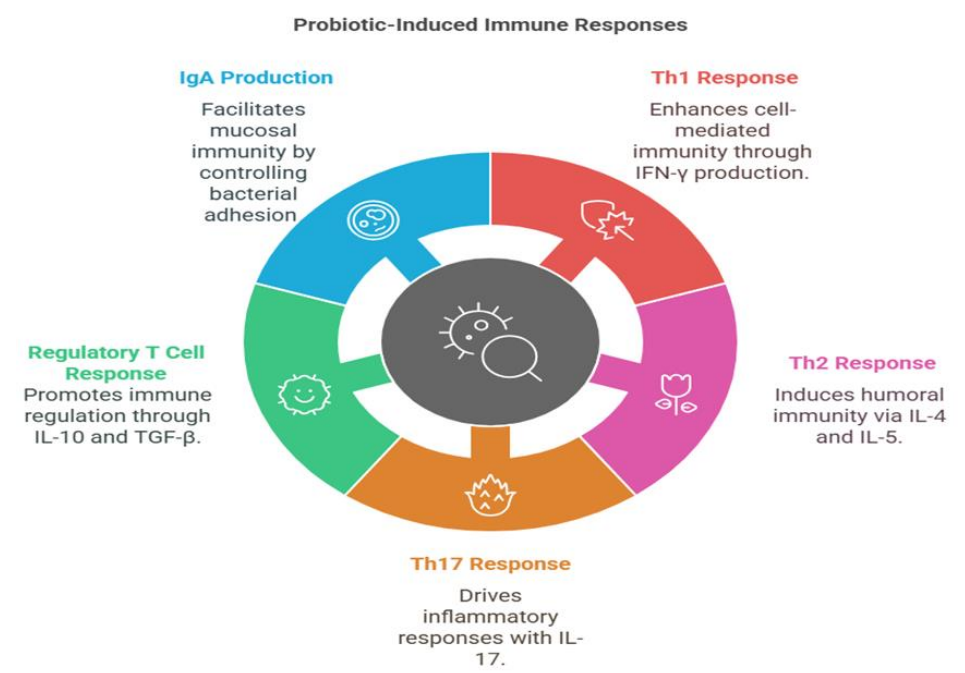 Probiotic-Induced Immune Responses
IgA Production
Facilitates
mucosal
immunity by
controlling
bacterial
adhesion
Th1 Response
Enhances cell-
mediated
immunity through
IFN-γ production.
Regulatory T Cell
Response
Promotes immune
regulation through
IL-10 and TGF-β.
Th2 Response
Induces humoral
immunity via IL-4
and IL-5.
Th17 Response
Drives
inflammatory
responses with IL-
17.